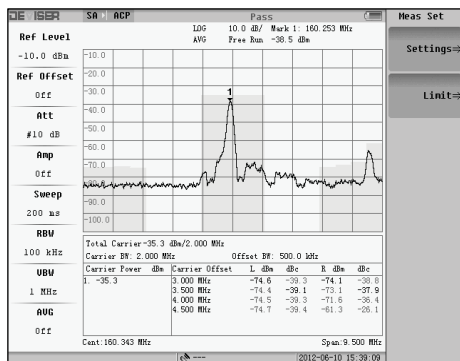 DEVISER SA ACP Pass Meas Set
LOG 10.0 dB/ Mark 1: 160.253 MHz
AVG Free Run -38.5 dBm
Ref Level
-10.0 dBm
Ref Offset
Off
Att
#10 dB
Amp
Off
Sweep
200 ms
RBW
100 kHz
VBW
1 MHz
AVG
Off
-10.0
-20.0
-30.0
-40.0
-50.0
-60.0
-70.0
-80.0
-90.0
-100.0
1
Settings⇒
Limit⇒
Total Carrier-35.3 dBm/2.000 MHz
Carrier BW: 2.000 MHz Offset BW: 500.0 kHz
Carrier Power dBm Carrier Offset L dBm dBc R dBm dBc
1. -35.3 3.000 MHz -74.6 -39.3 -74.1 -38.8
3.500 MHz -74.4 -39.1 -73.1 -37.9
4.000 MHz -74.5 -39.3 -71.6 -36.4
4.500 MHz -74.7 -39.4 -61.3 -26.1
Cent:160.343 MHz Span:9.500 MHz
--- 2012-06-10 15:39:09